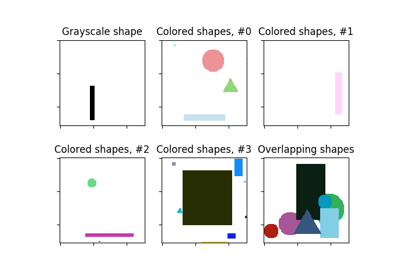 Grayscale shape
Colored shapes, #0
Colored shapes, #1
Colored shapes, #2
Colored shapes, #3
Overlapping shapes